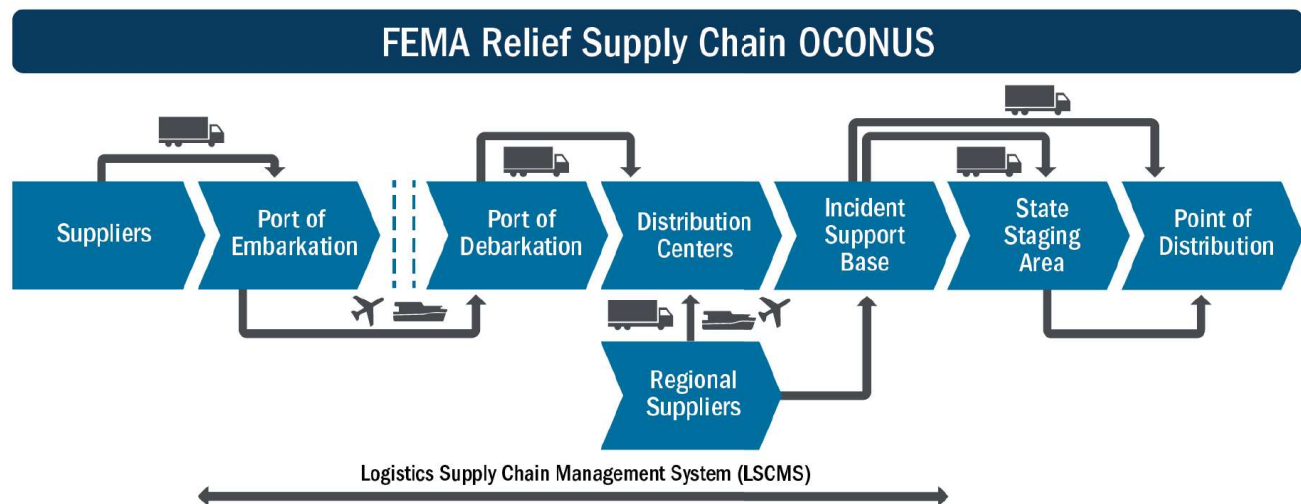 FEMA Relief Supply Chain OCONUS
Suppliers
Port of
Embarkation
Port of
Debarkation
Distribution
Centers
Incident
Support
Base
State
Staging
Area
Point of
Distribution
Regional
Suppliers
Logistics Supply Chain Management System (LSCMS)